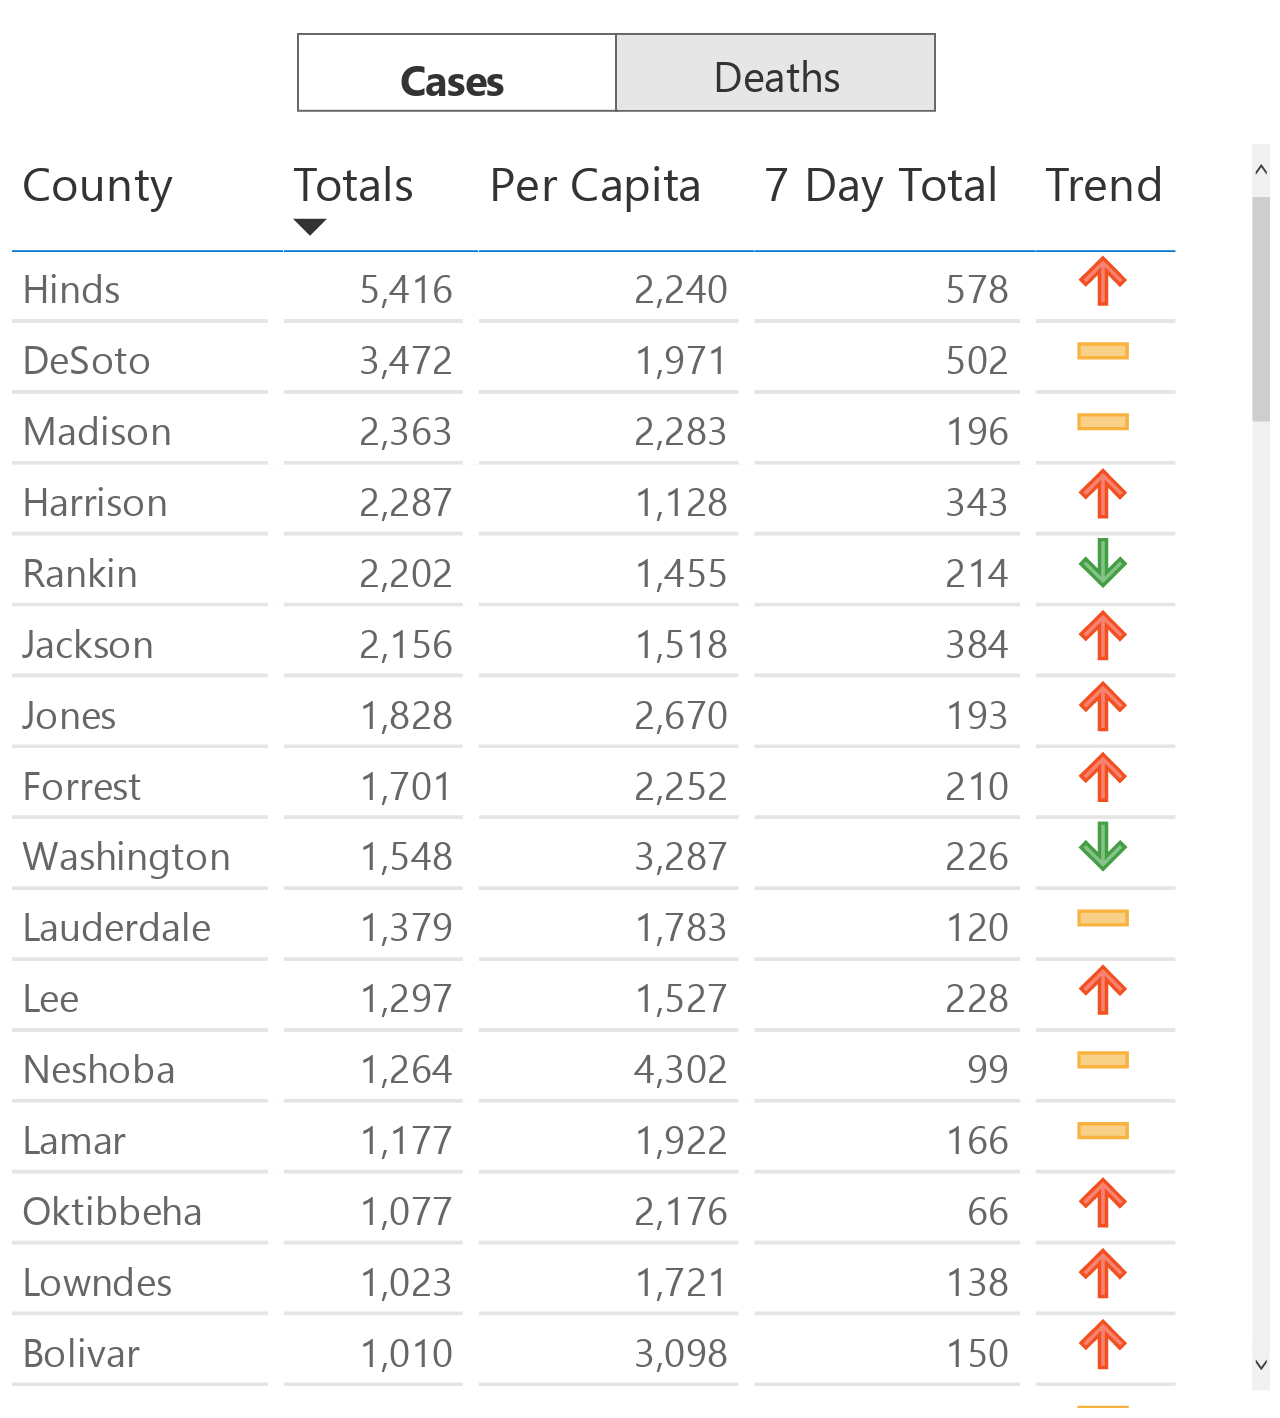 Cases Deaths
County Totals Per Capita 7 Day Total Trend
Hinds 5,416 2,240 578
DeSoto 3,472 1,971 502
Madison 2,363 2,283 196
Harrison 2,287 1,128 343
Rankin 2,202 1,455 214
Jackson 2,156 1,518 384
Jones 1,828 2,670 193
Forrest 1,701 2,252 210
Washington 1,548 3,287 226
Lauderdale 1,379 1,783 120
Lee 1,297 1,527 228
Neshoba 1,264 4,302 99
Lamar 1,177 1,922 166
Oktibbeha 1,077 2,176 66
Lowndes 1,023 1,721 138
Bolivar 1,010 3,098 150